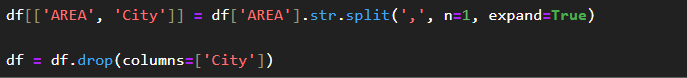 df[['AREA', 'City']] = df['AREA'].str.split(',', n=1, expand=True)
df = df.drop(columns=['City'])